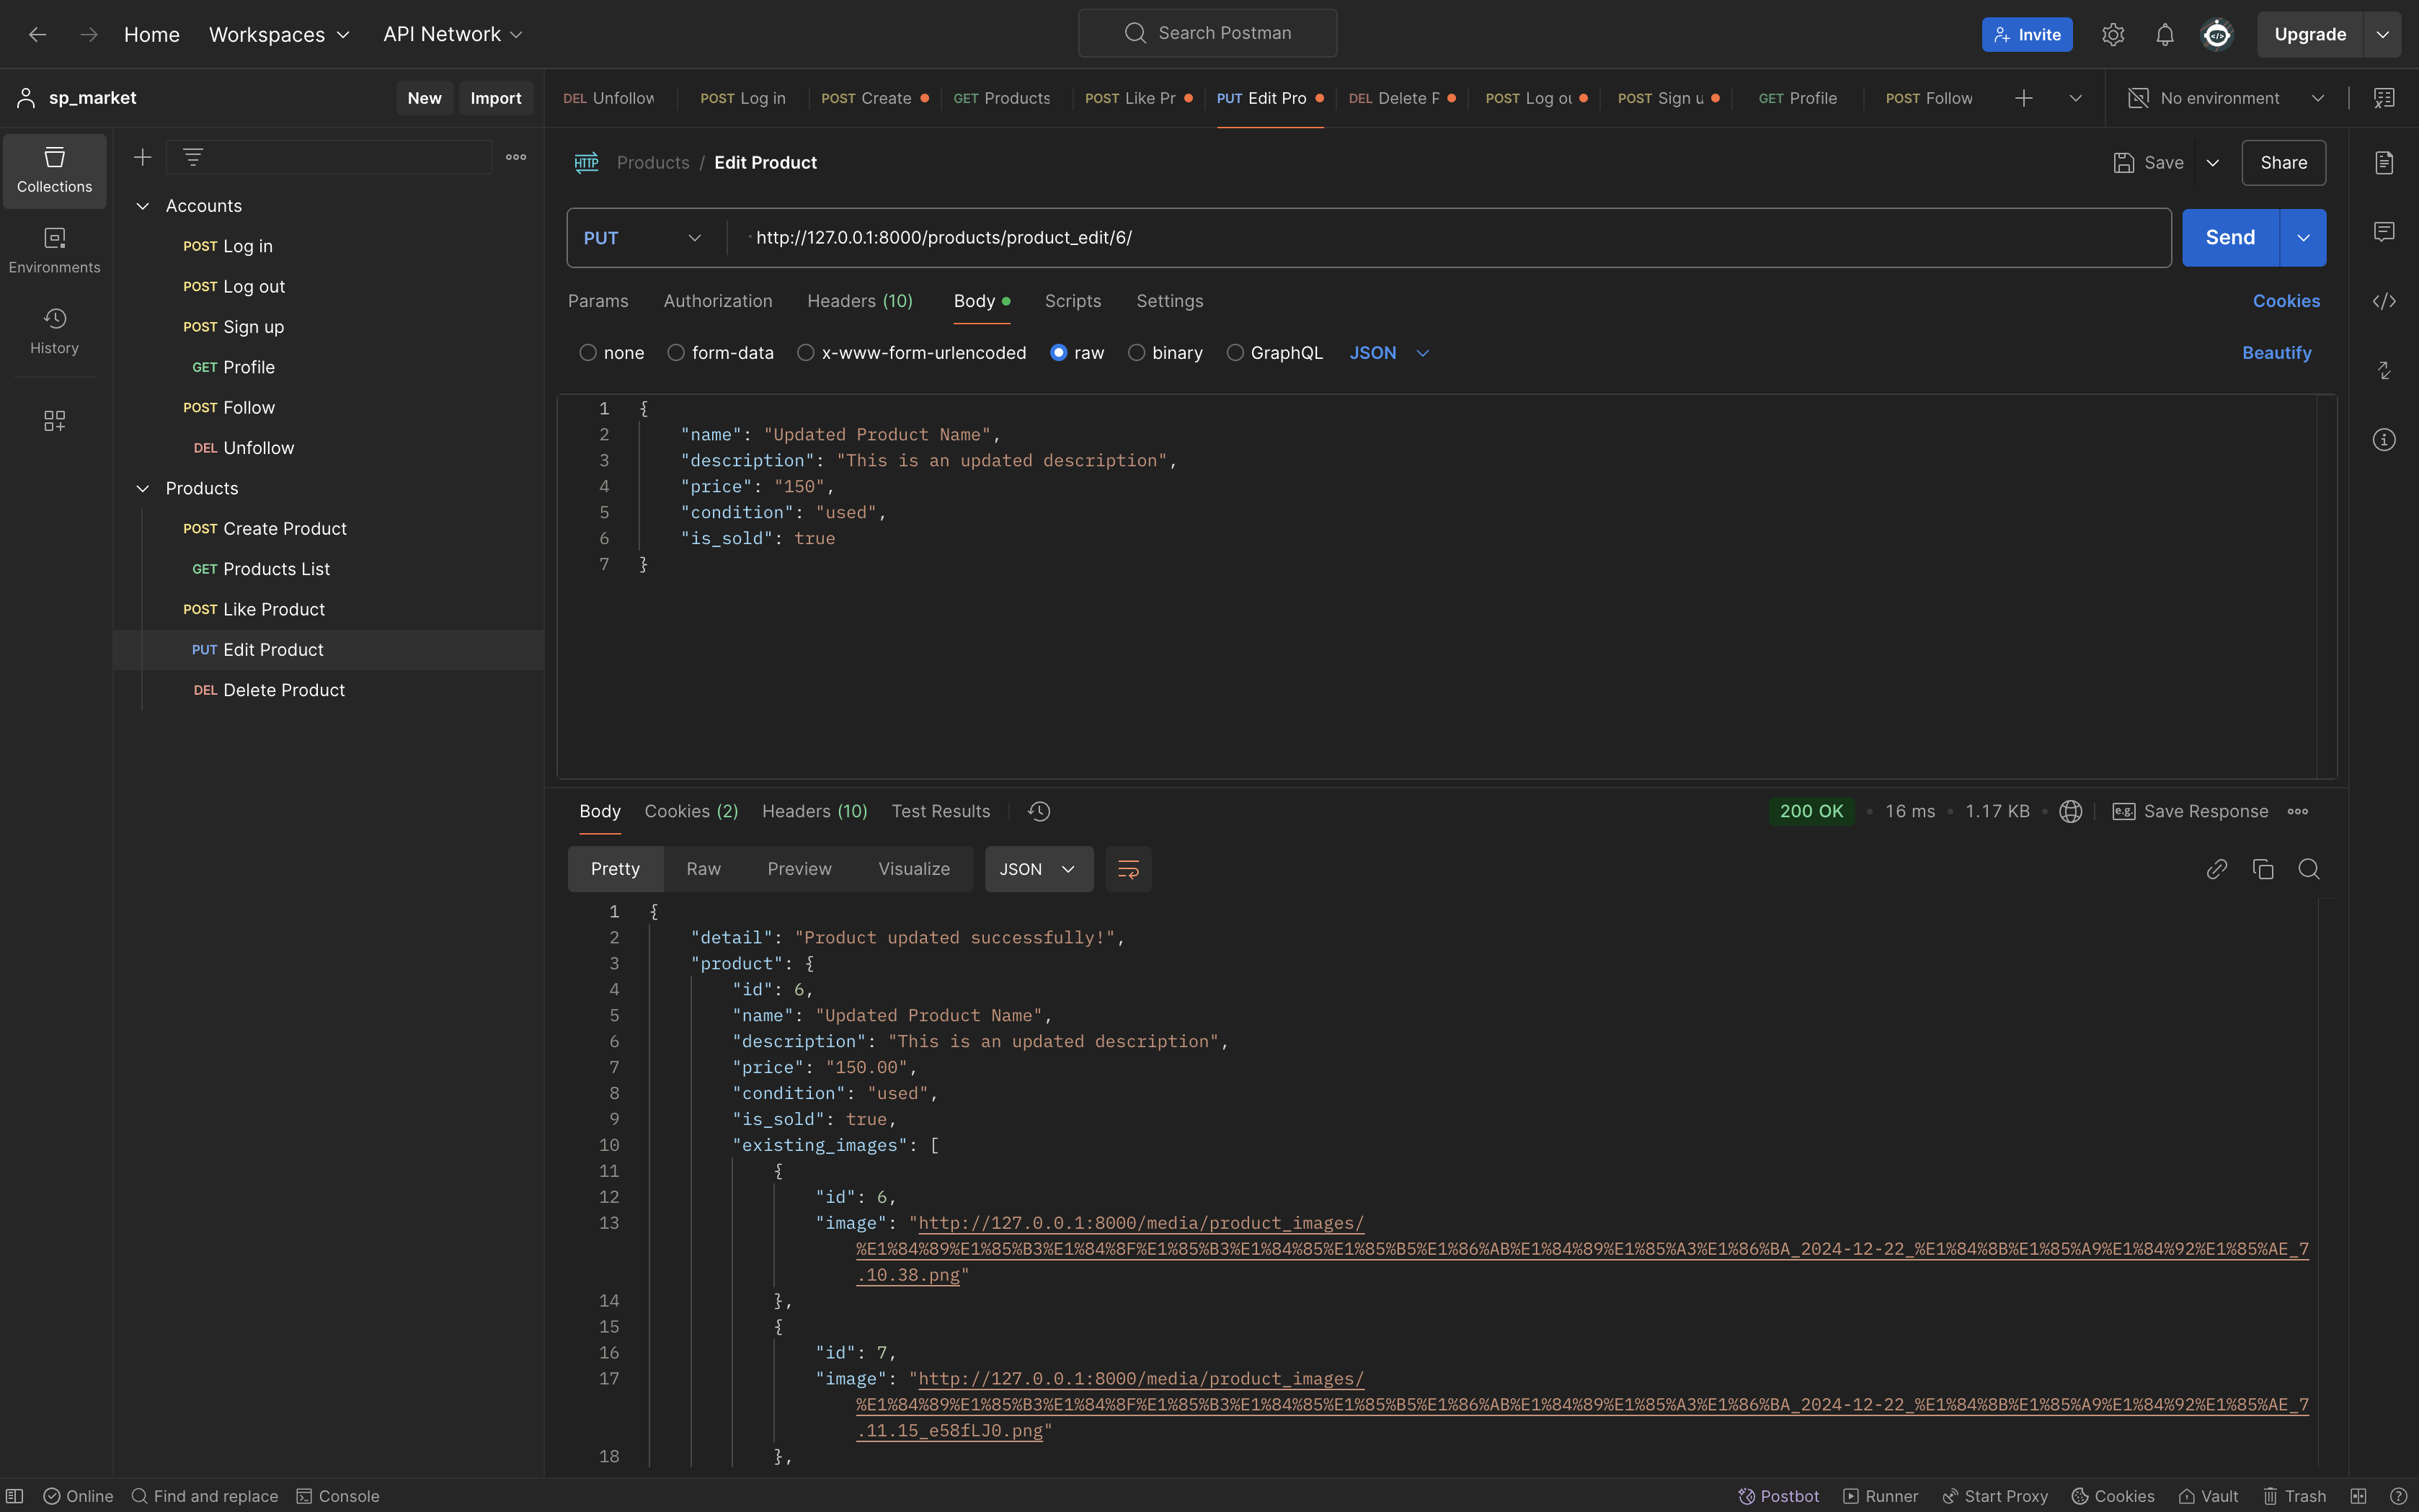 Home Workspaces API Network Search Postman Invite Upgrade
sp_market New Import
DEL Unfollow POST Log in POST Create GET Products POST Like Pr PUT Edit Pro DEL Delete P POST Log ou POST Sign u GET Profile POST Follow No environment
Collections
Environments
History
Accounts
POST Log in
POST Log out
POST Sign up
GET Profile
POST Follow
DEL Unfollow
Products
POST Create Product
GET Products List
POST Like Product
PUT Edit Product
DEL Delete Product
HTTP Products / Edit Product Save Share
PUT http://127.0.0.1:8000/products/product_edit/6/ Send
Params Authorization Headers (10) Body Scripts Settings Cookies
none form-data x-www-form-urlencoded raw binary GraphQL JSON Beautify
1 {
2 "name": "Updated Product Name",
3 "description": "This is an updated description",
4 "price": "150",
5 "condition": "used",
6 "is_sold": true
7 }
Body Cookies (2) Headers (10) Test Results 200 OK 16 ms 1.17 KB e.g. Save Response
Pretty Raw Preview Visualize JSON
1 {
2 "detail": "Product updated successfully!",
3 "product": {
4 "id": 6,
5 "name": "Updated Product Name",
6 "description": "This is an updated description",
7 "price": "150.00",
8 "condition": "used",
9 "is_sold": true,
10 "existing_images": [
11 {
12 "id": 6,
13 "image": "http://127.0.0.1:8000/media/product_images/
%E1%84%89%E1%85%B3%E1%84%8F%E1%85%B3%E1%84%85%E1%85%B5%E1%86%AB%E1%84%89%E1%85%A3%E1%86%BA_2024-12-22_%E1%84%8B%E1%85%A9%E1%84%92%E1%85%AE_7
.10.38.png"
14 },
15 {
16 "id": 7,
17 "image": "http://127.0.0.1:8000/media/product_images/
%E1%84%89%E1%85%B3%E1%84%8F%E1%85%B3%E1%84%85%E1%85%B5%E1%86%AB%E1%84%89%E1%85%A3%E1%86%BA_2024-12-22_%E1%84%8B%E1%85%A9%E1%84%92%E1%85%AE_7
.11.15_e58fLJ0.png"
18 },
Online Find and replace Console Postbot Runner Start Proxy Cookies Vault Trash